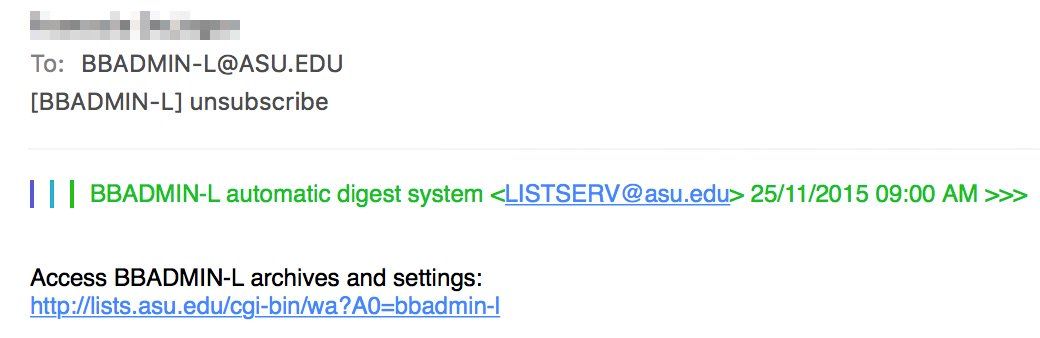 To: BBADMIN-L@ASU.EDU
[BBADMIN-L] unsubscribe
BBADMIN-L automatic digest system <LISTSERV@asu.edu> 25/11/2015 09:00 AM >>>
Access BBADMIN-L archives and settings:
http://lists.asu.edu/cgi-bin/wa?A0=bbadmin-l